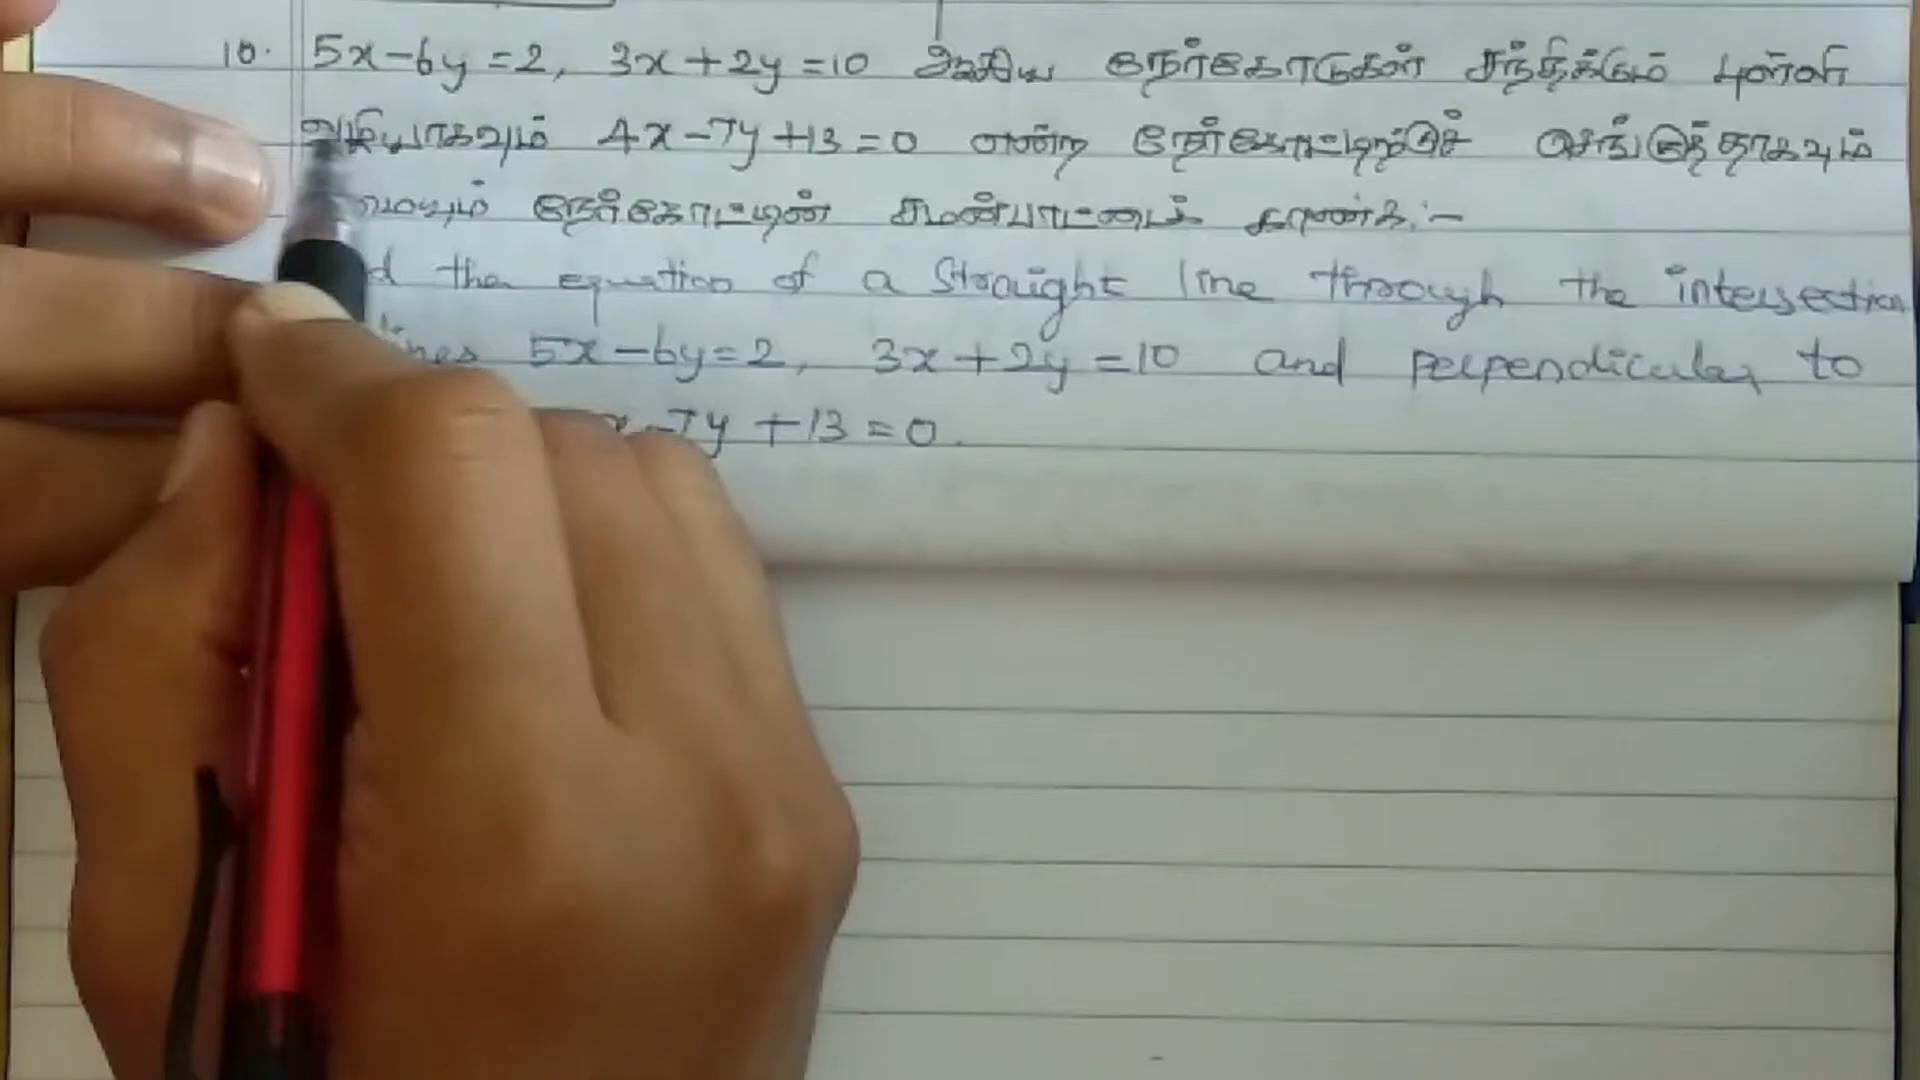 10. 5x-6y=2, 3x+2y=10 ஆகிய நேர்கோடுகள் சந்திக்கும் புள்ளி
வழியாகவும் 4x-7y+13=0 என்ற நேர்கோட்டிற்குச் செங்குத்தாகவும்
நேர்கோட்டின் சமன்பாட்டைக் காண்க:-
the equation of a Straight line through the intersection
5x-6y=2, 3x+2y=10 and perpendicular to
x-7y+13=0.